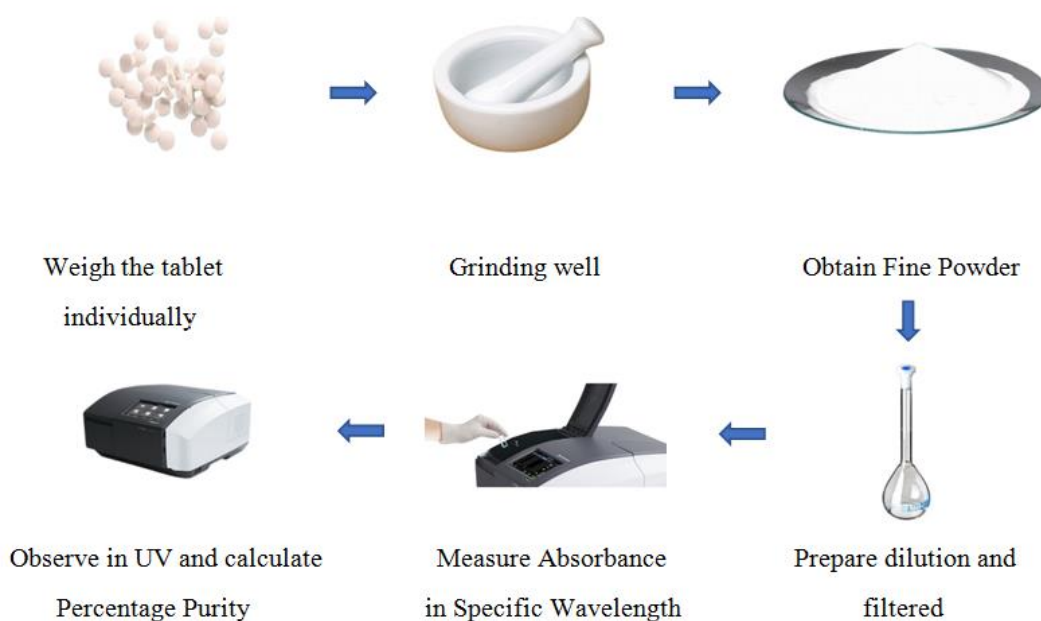 Weigh the tablet
individually
Grinding well
Obtain Fine Powder
Prepare dilution and
filtered
Measure Absorbance
in Specific Wavelength
Observe in UV and calculate
Percentage Purity